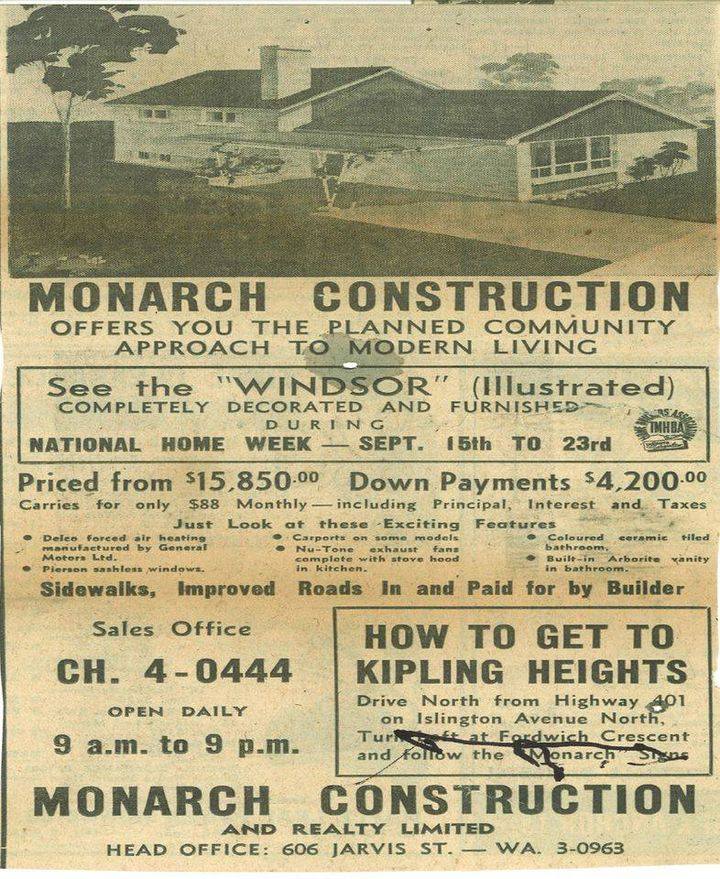 MONARCH CONSTRUCTION
OFFERS YOU THE PLANNED COMMUNITY
APPROACH TO MODERN LIVING
See the "WINDSOR" (Illustrated)
COMPLETELY DECORATED AND FURNISHED
DURING
NATIONAL HOME WEEK — SEPT. 15th TO 23rd
TMHBA
Priced from $15,850.00 Down Payments $4,200.00
Carries for only $88 Monthly — including Principal, Interest and Taxes
Just Look at these Exciting Features
• Delco forced air heating
manufactured by General
Motors Ltd.
• Pierson sashless windows.
• Carports on some models
• Nu-Tone exhaust fans
complete with stove hood
in kitchen.
• Coloured ceramic tiled
bathroom.
• Built-in Arborite vanity
in bathroom.
Sidewalks, Improved Roads In and Paid for by Builder
Sales Office
CH. 4-0444
OPEN DAILY
9 a.m. to 9 p.m.
HOW TO GET TO
KIPLING HEIGHTS
Drive North from Highway 401
on Islington Avenue North,
Turn Left at Fordwich Crescent
and follow the "Monarch" Signs
MONARCH CONSTRUCTION
AND REALTY LIMITED
HEAD OFFICE: 606 JARVIS ST. — WA. 3-0963